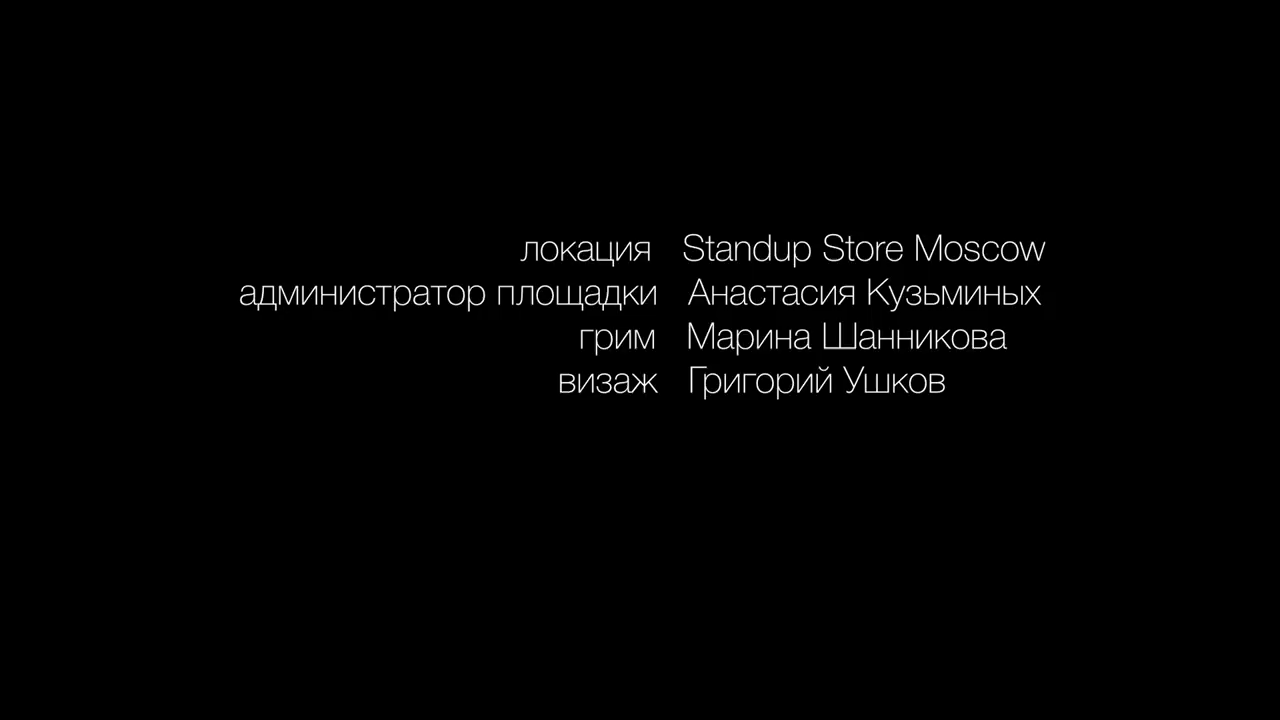 локация Standup Store Moscow
администратор площадки Анастасия Кузьминых
грим Марина Шанникова
визаж Григорий Ушков